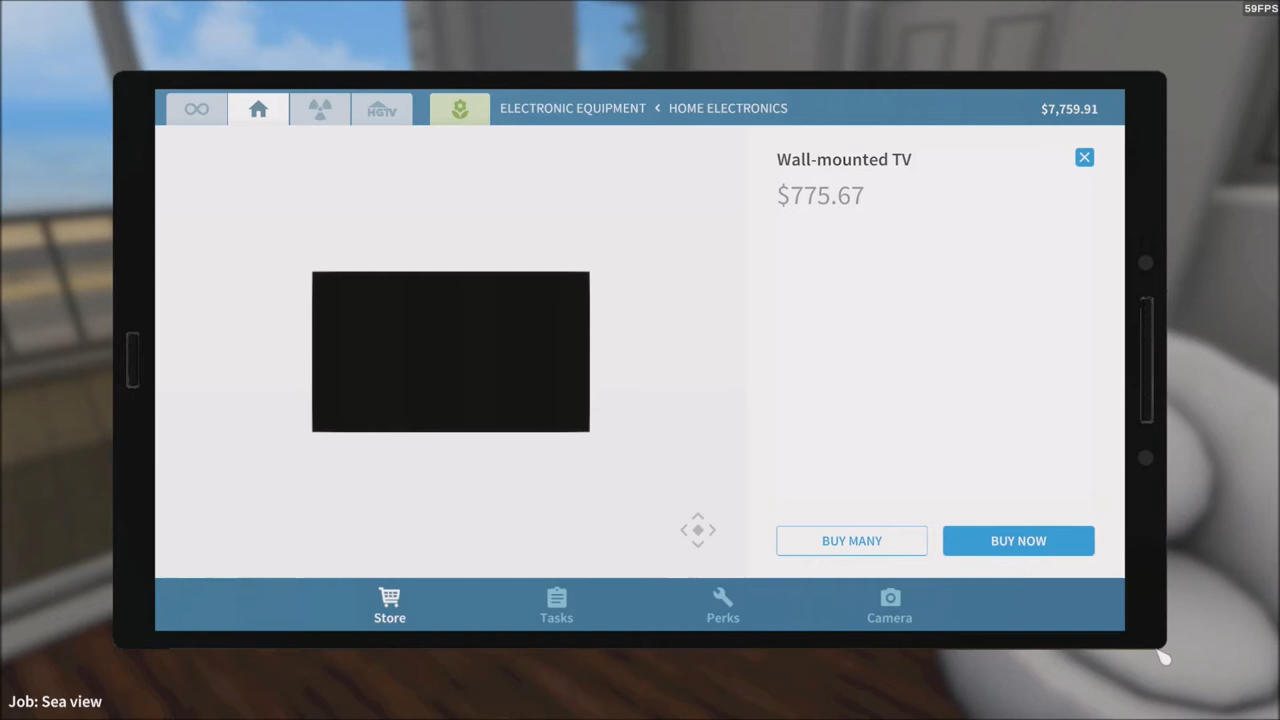 59FPS
HGTV
ELECTRONIC EQUIPMENT < HOME ELECTRONICS
$7,759.91
Wall-mounted TV
$775.67
BUY MANY
BUY NOW
Store
Tasks
Perks
Camera
Job: Sea view